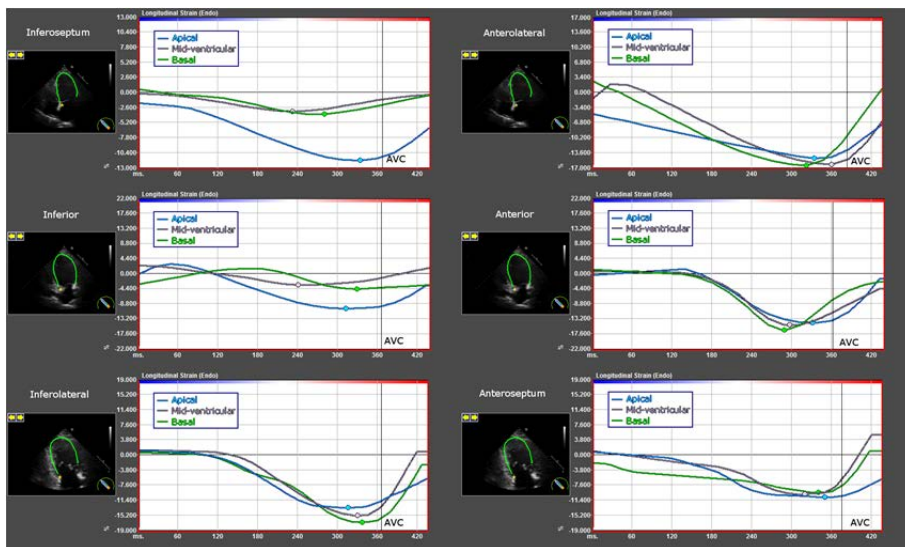 Inferoseptum
Longitudinal Strain (Endo)
13.000
10.400
7.800
5.200
2.600
0.000
-2.600
-5.200
-7.800
-10.400
-13.000
Apical
Mid-ventricular
Basal
AVC
ms. 60 120 180 240 300 360 420
Anterolateral
Longitudinal Strain (Endo)
17.000
13.600
10.200
6.800
3.400
0.000
-3.400
-6.800
-10.200
-13.600
-17.000
Apical
Mid-ventricular
Basal
AVC
ms. 60 120 180 240 300 360 420
Inferior
Longitudinal Strain (Endo)
22.000
17.600
13.200
8.800
4.400
0.000
-4.400
-8.800
-13.200
-17.600
-22.000
Apical
Mid-ventricular
Basal
AVC
ms. 60 120 180 240 300 360 420
Anterior
Longitudinal Strain (Endo)
22.000
17.600
13.200
8.800
4.400
0.000
-4.400
-8.800
-13.200
-17.600
-22.000
Apical
Mid-ventricular
Basal
AVC
ms. 60 120 180 240 300 360 420
Inferolateral
Longitudinal Strain (Endo)
19.000
15.200
11.400
7.600
3.800
0.000
-3.800
-7.600
-11.400
-15.200
-19.000
Apical
Mid-ventricular
Basal
AVC
ms. 60 120 180 240 300 360 420
Anteroseptum
Longitudinal Strain (Endo)
19.000
15.200
11.400
7.600
3.800
0.000
-3.800
-7.600
-11.400
-15.200
-19.000
Apical
Mid-ventricular
Basal
AVC
ms. 60 120 180 240 300 360 420